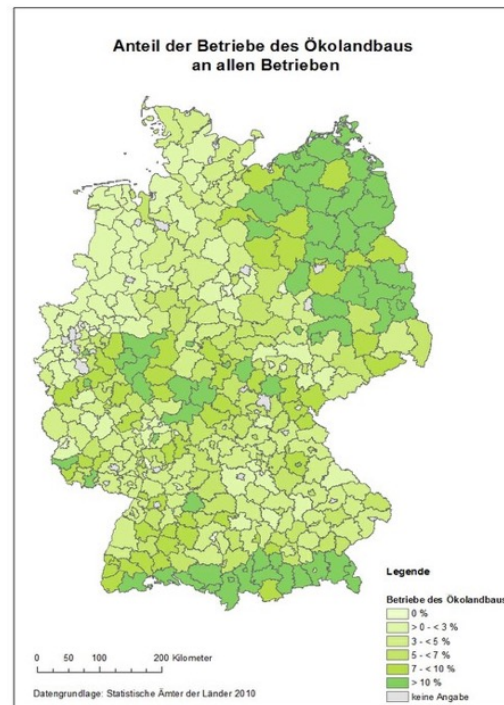 Anteil der Betriebe des Ökolandbaus
an allen Betrieben
Legende
Betriebe des Ökolandbaus
0 %
> 0 - < 3 %
3 - < 5 %
5 - < 7 %
7 - < 10 %
> 10 %
keine Angabe
0 50 100 200 Kilometer
Datengrundlage: Statistische Ämter der Länder 2010